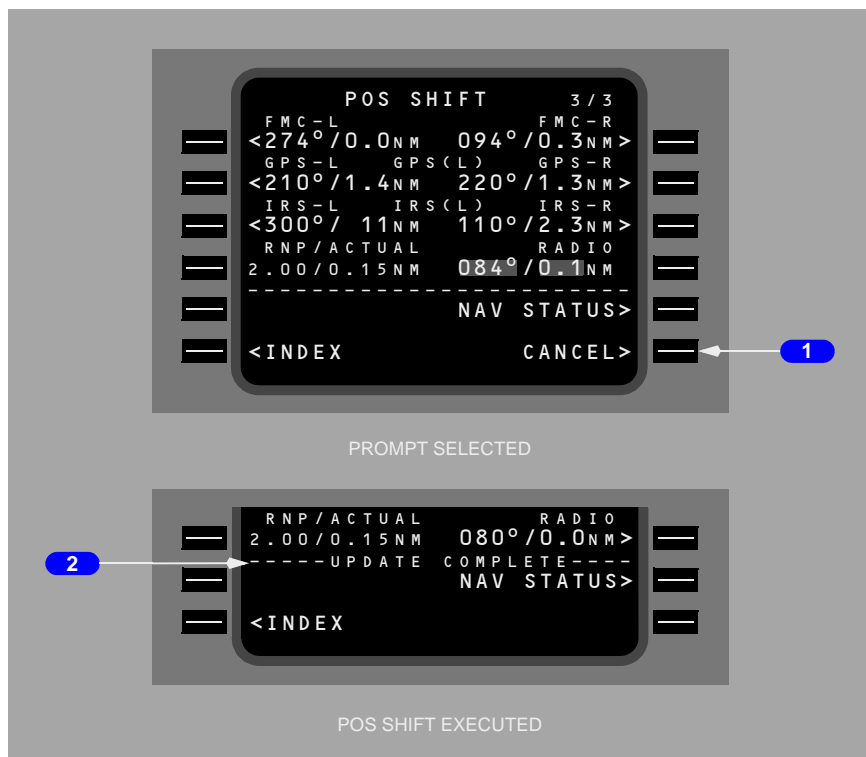 POS SHIFT 3/3
FMC-L FMC-R
<274°/0.0NM 094°/0.3NM>
GPS-L GPS(L) GPS-R
<210°/1.4NM 220°/1.3NM>
IRS-L IRS(L) IRS-R
<300°/ 11NM 110°/2.3NM>
RNP/ACTUAL RADIO
2.00/0.15NM 084°/0.1NM
------------------------
NAV STATUS>
<INDEX CANCEL>
1
PROMPT SELECTED
RNP/ACTUAL RADIO
2.00/0.15NM 080°/0.0NM>
2
-----UPDATE COMPLETE----
NAV STATUS>
<INDEX
POS SHIFT EXECUTED